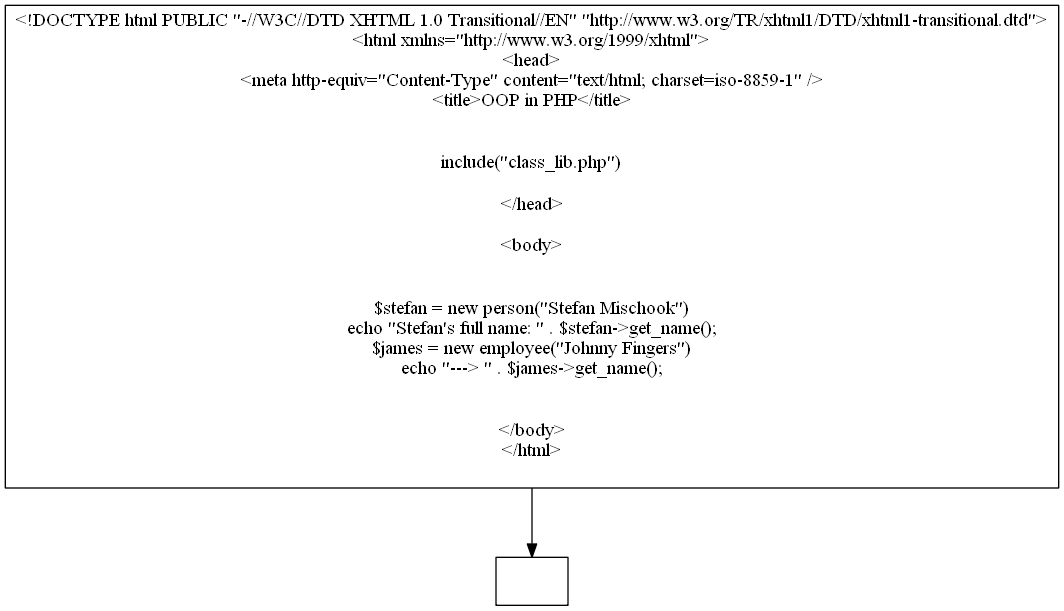 <!DOCTYPE html PUBLIC "-//W3C//DTD XHTML 1.0 Transitional//EN" "http://www.w3.org/TR/xhtml1/DTD/xhtml1-transitional.dtd">
<html xmlns="http://www.w3.org/1999/xhtml">
<head>
<meta http-equiv="Content-Type" content="text/html; charset=iso-8859-1" />
<title>OOP in PHP</title>
include("class_lib.php")
</head>
<body>
$stefan = new person("Stefan Mischook")
echo "Stefan's full name: " . $stefan->get_name();
$james = new employee("Johnny Fingers")
echo "---> " . $james->get_name();
</body>
</html>